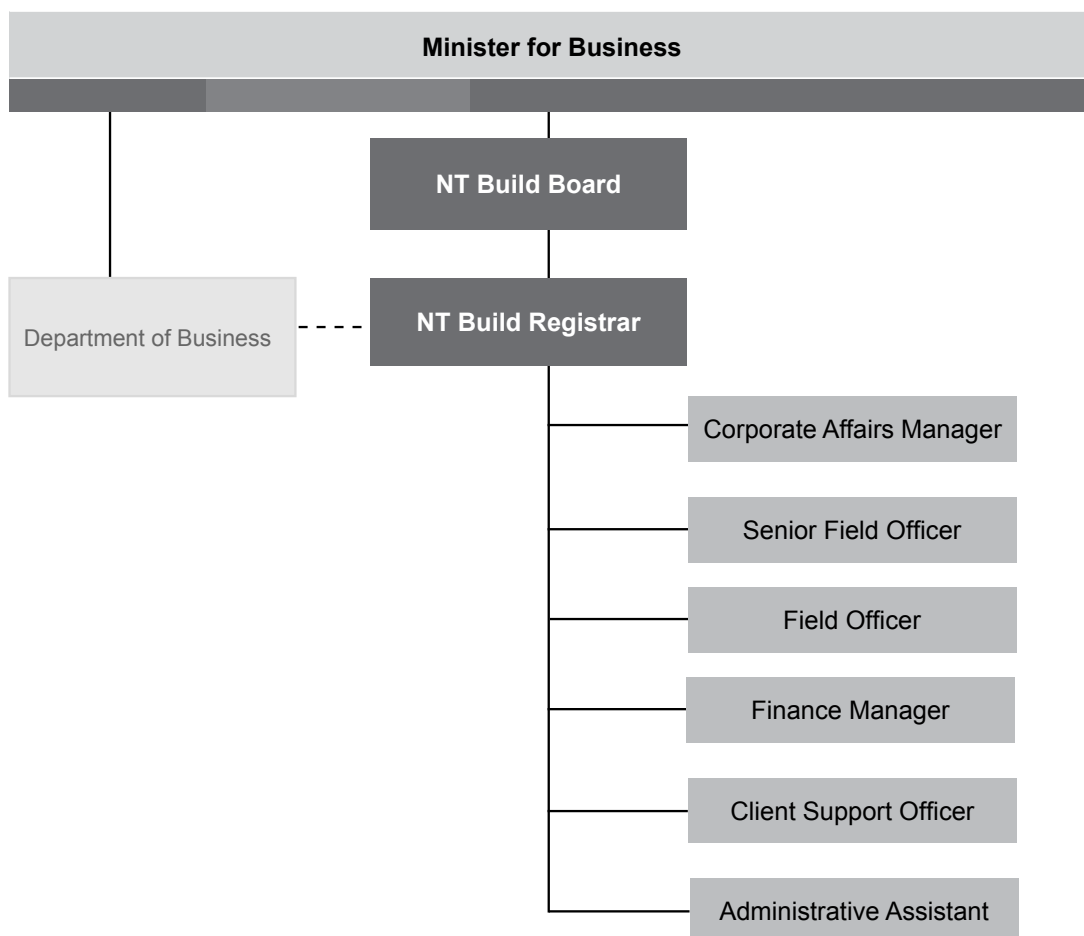 Minister for Business
NT Build Board
Department of Business
NT Build Registrar
Corporate Affairs Manager
Senior Field Officer
Field Officer
Finance Manager
Client Support Officer
Administrative Assistant